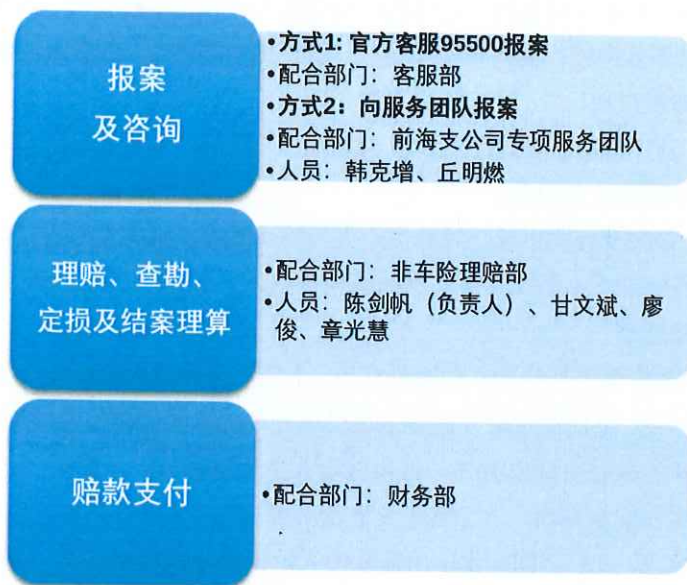 报案
及咨询
•方式1: 官方客服95500报案
•配合部门：客服部
•方式2：向服务团队报案
•配合部门：前海支公司专项服务团队
•人员：韩克增、丘明燃
理赔、查勘、
定损及结案理算
•配合部门：非车险理赔部
•人员：陈剑帆（负责人）、甘文斌、廖
俊、章光慧
赔款支付
•配合部门：财务部